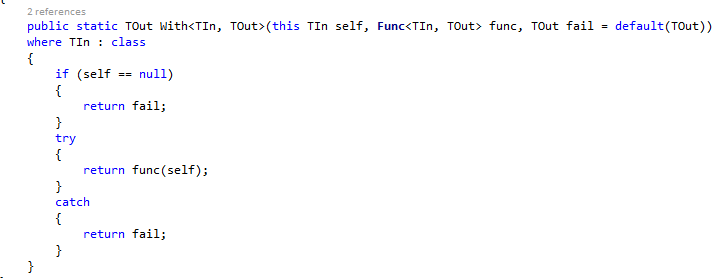 2 references
public static TOut With<TIn, TOut>(this TIn self, Func<TIn, TOut> func, TOut fail = default(TOut))
where TIn : class
{
if (self == null)
{
return fail;
}
try
{
return func(self);
}
catch
{
return fail;
}
}